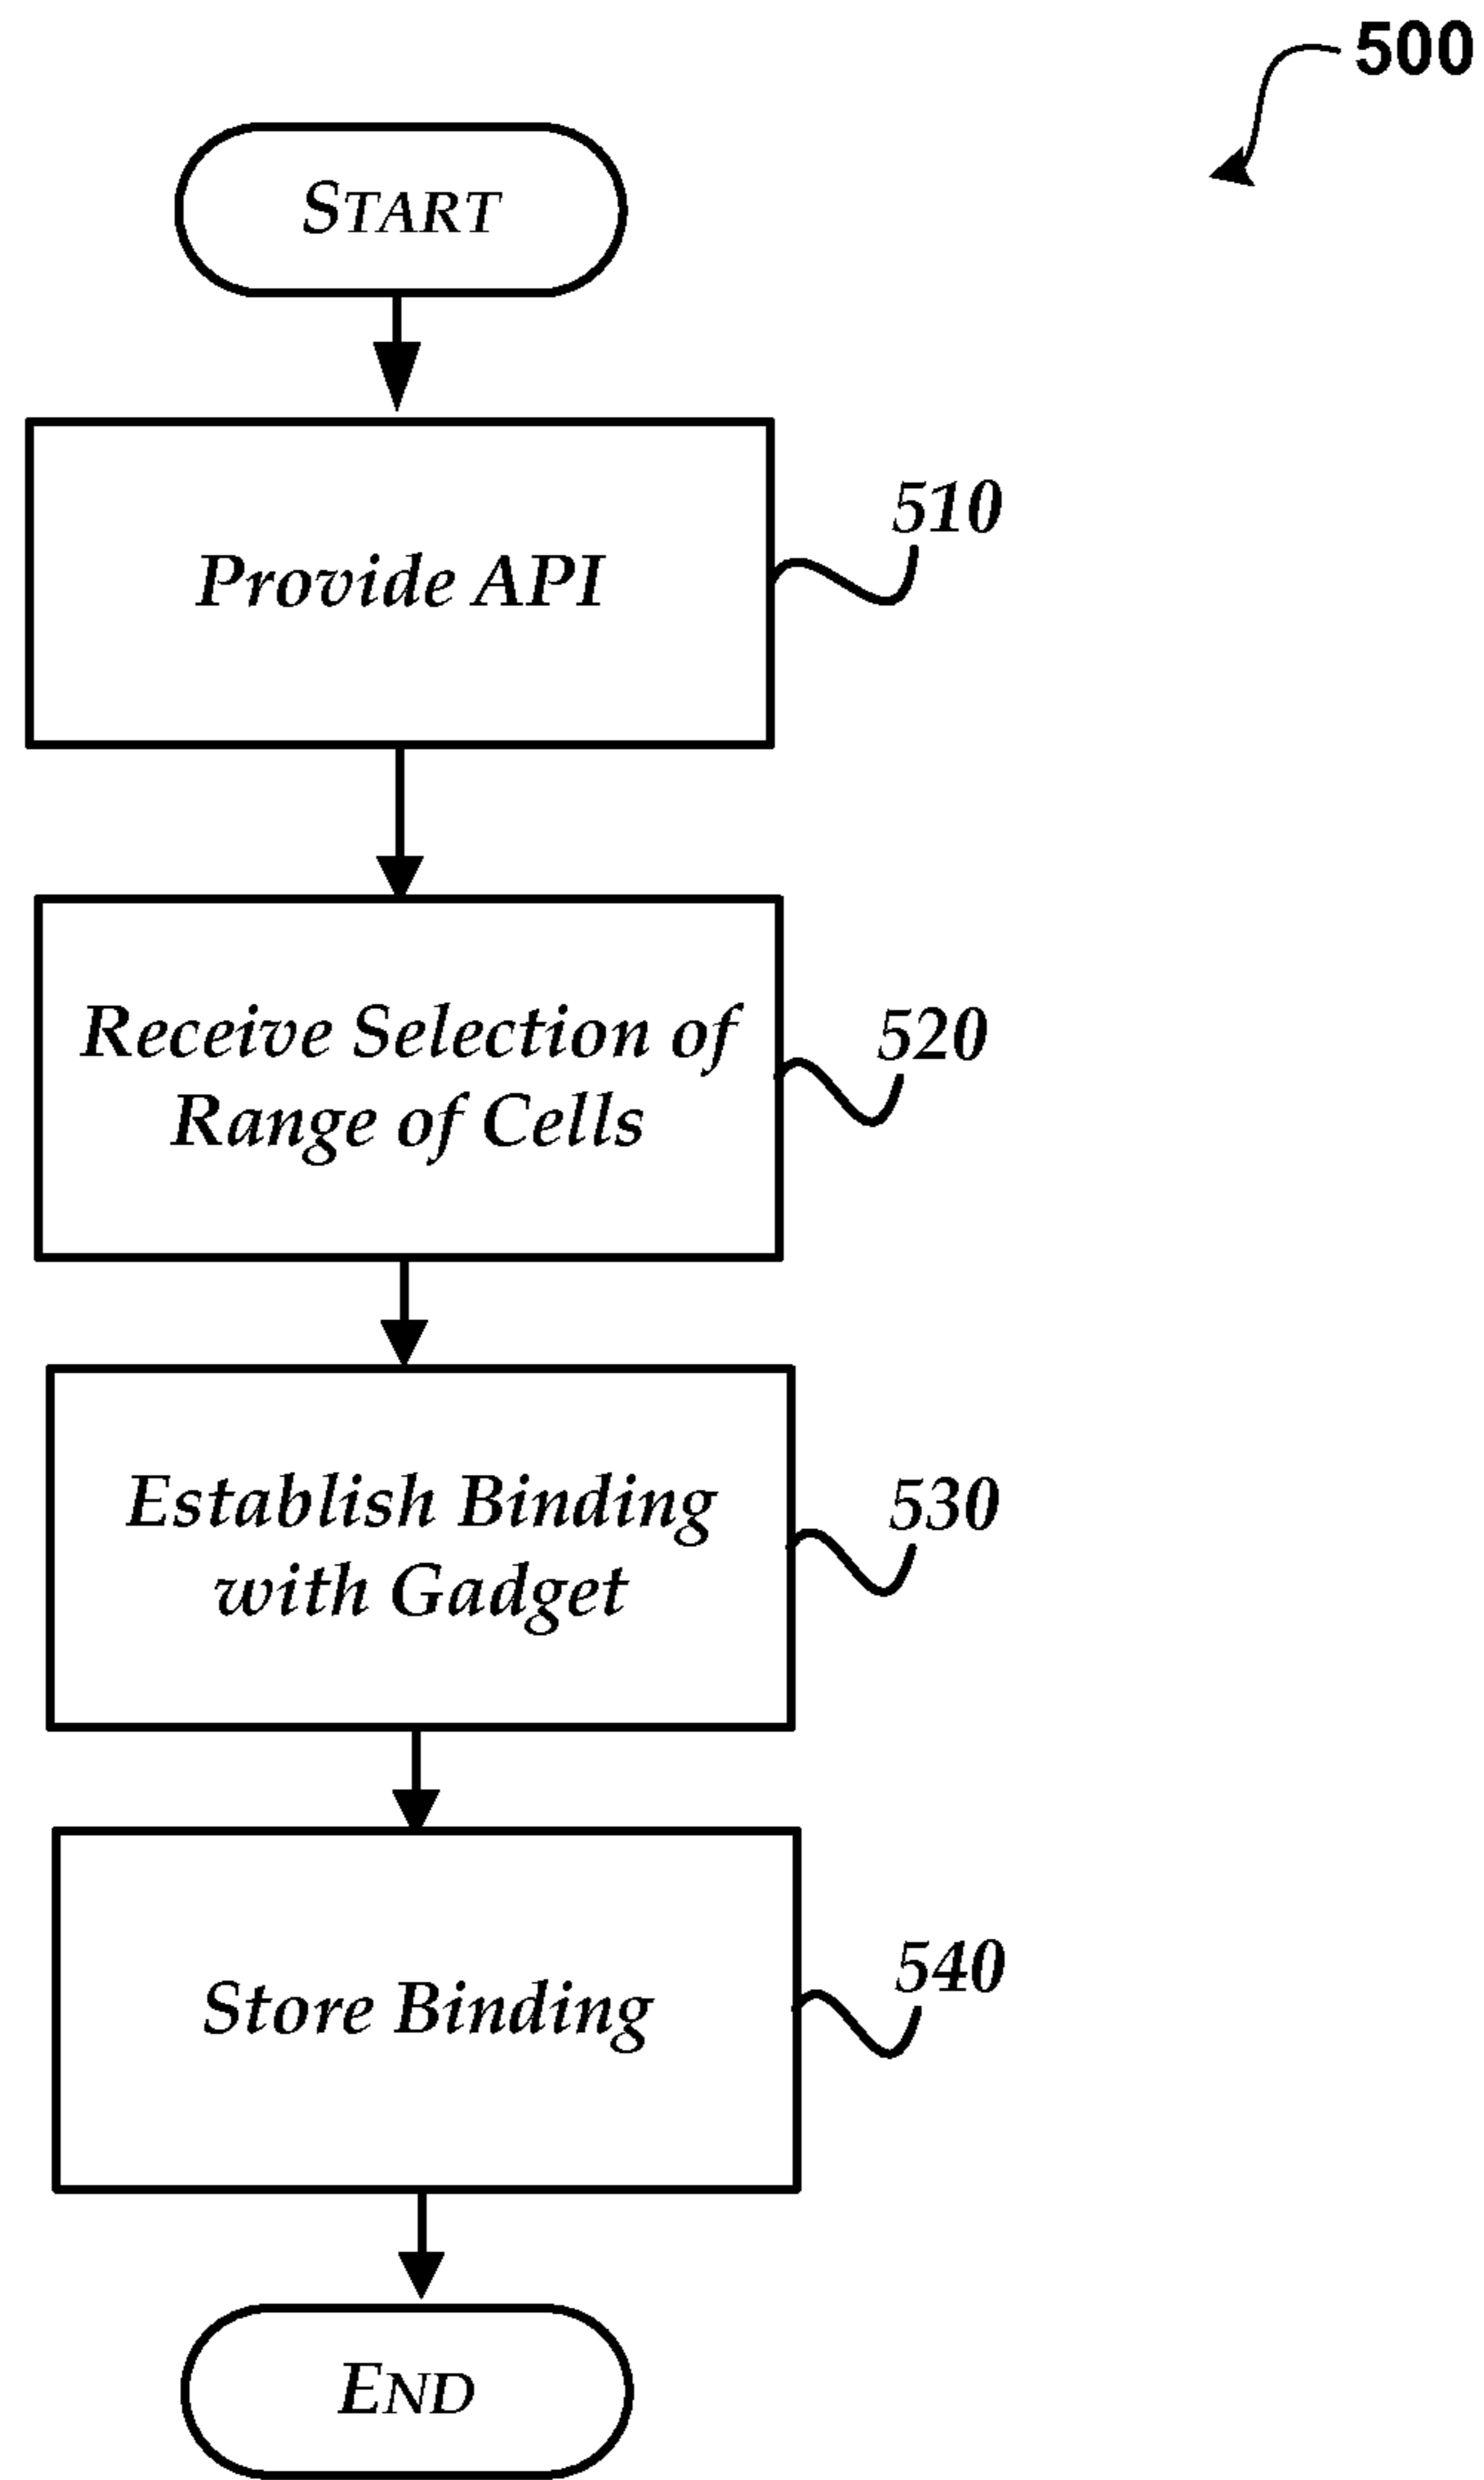 500
START
Provide API
510
Receive Selection of
Range of Cells
520
Establish Binding
with Gadget
530
Store Binding
540
END